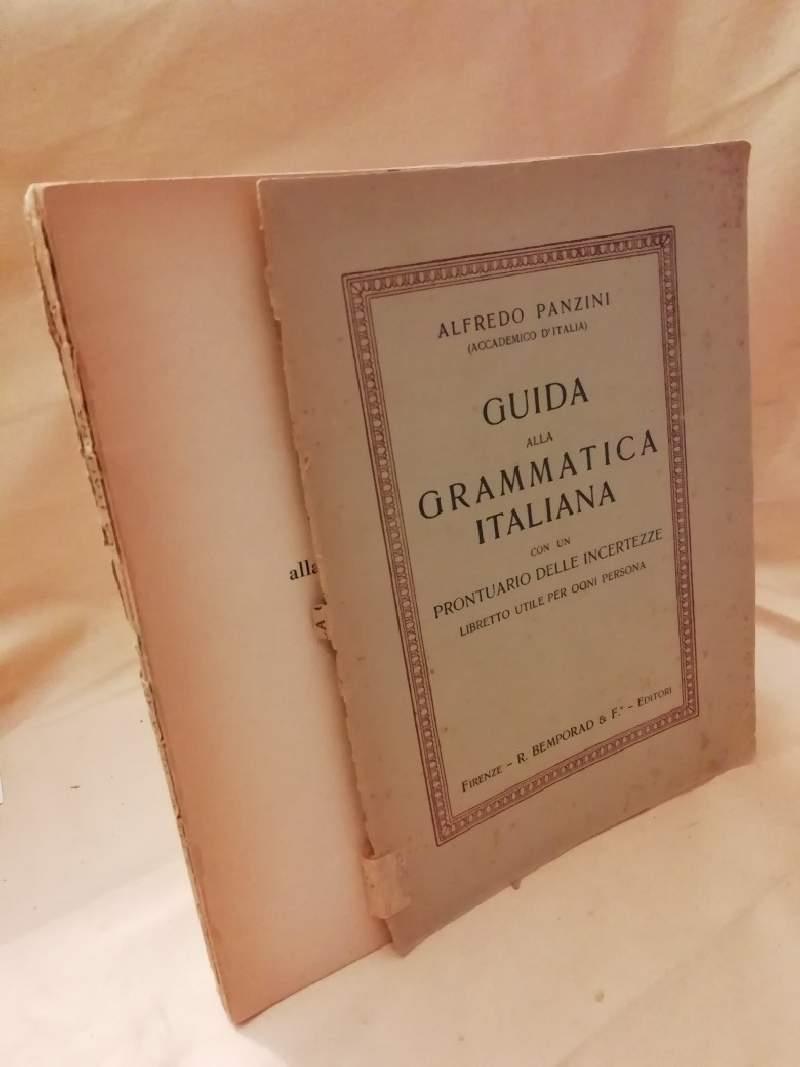 ALFREDO PANZINI
(ACCADEMICO D'ITALIA)
GUIDA
ALLA
GRAMMATICA
ITALIANA
CON UN
PRONTUARIO DELLE INCERTEZZE
LIBRETTO UTILE PER OGNI PERSONA
FIRENZE - R. BEMPORAD & F.° - EDITORI
alla